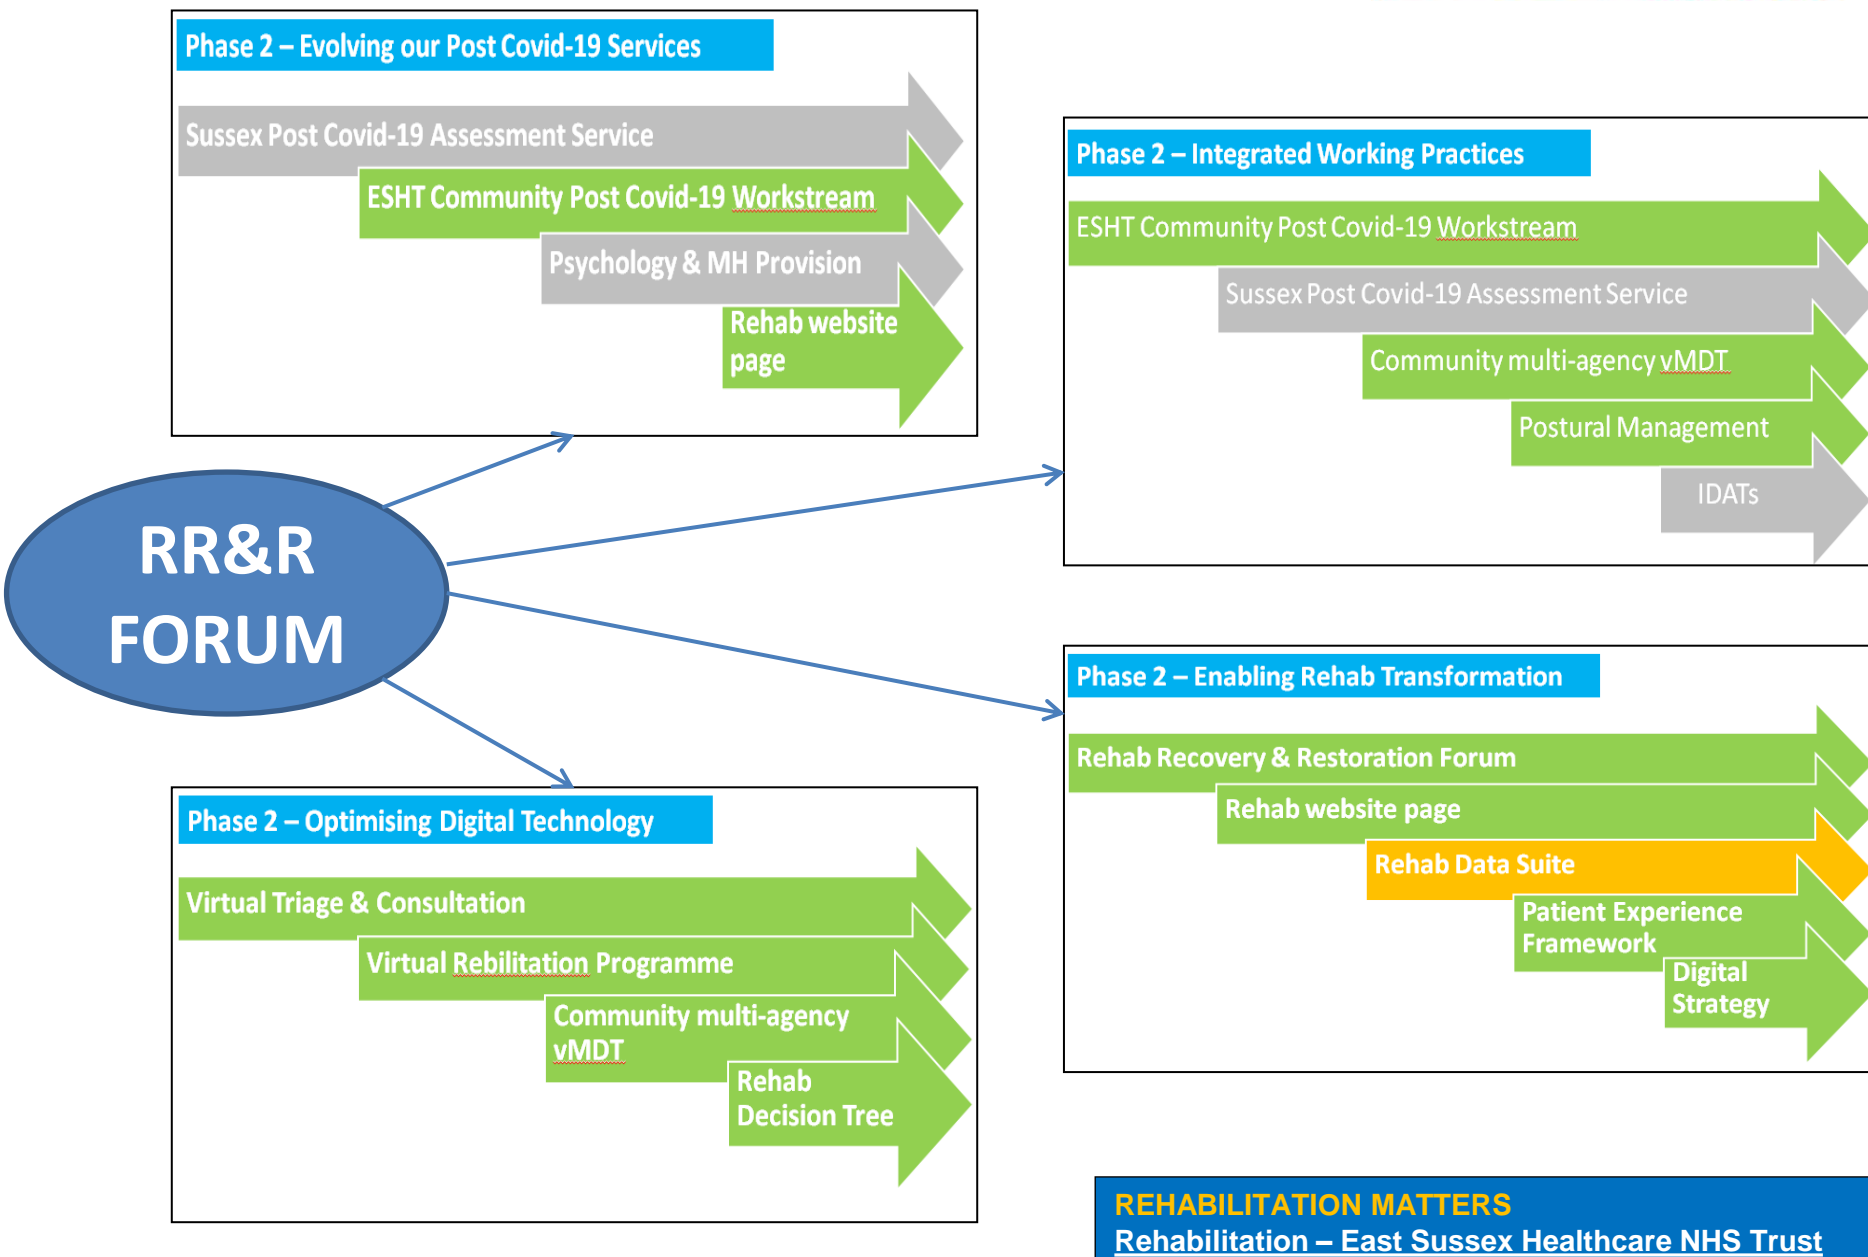 Phase 2 – Evolving our Post Covid-19 Services
Sussex Post Covid-19 Assessment Service
ESHT Community Post Covid-19 Workstream
Psychology & MH Provision
Rehab website
page
Phase 2 – Integrated Working Practices
ESHT Community Post Covid-19 Workstream
Sussex Post Covid-19 Assessment Service
Community multi-agency vMDT
Postural Management
IDATs
RR&R
FORUM
Phase 2 – Enabling Rehab Transformation
Rehab Recovery & Restoration Forum
Rehab website page
Rehab Data Suite
Patient Experience
Framework
Digital
Strategy
Phase 2 – Optimising Digital Technology
Virtual Triage & Consultation
Virtual Rebilitation Programme
Community multi-agency
vMDT
Rehab
Decision Tree
REHABILITATION MATTERS
Rehabilitation – East Sussex Healthcare NHS Trust